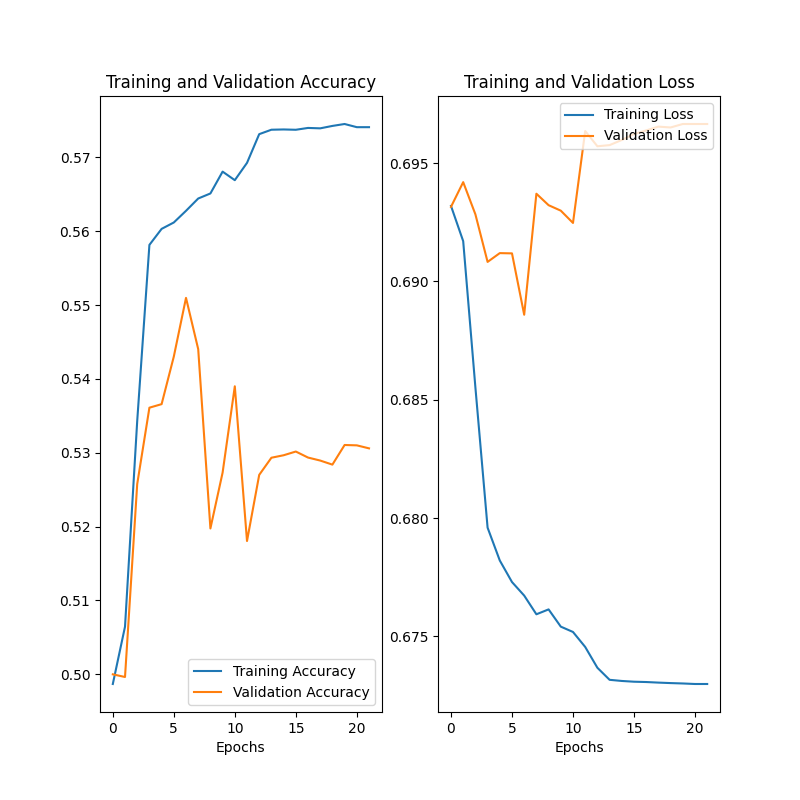 Training and Validation Accuracy
0.57
0.56
0.55
0.54
0.53
0.52
0.51
0.50
0 5 10 15 20
Epochs
Training Accuracy
Validation Accuracy
Training and Validation Loss
0.695
0.690
0.685
0.680
0.675
0 5 10 15 20
Epochs
Training Loss
Validation Loss